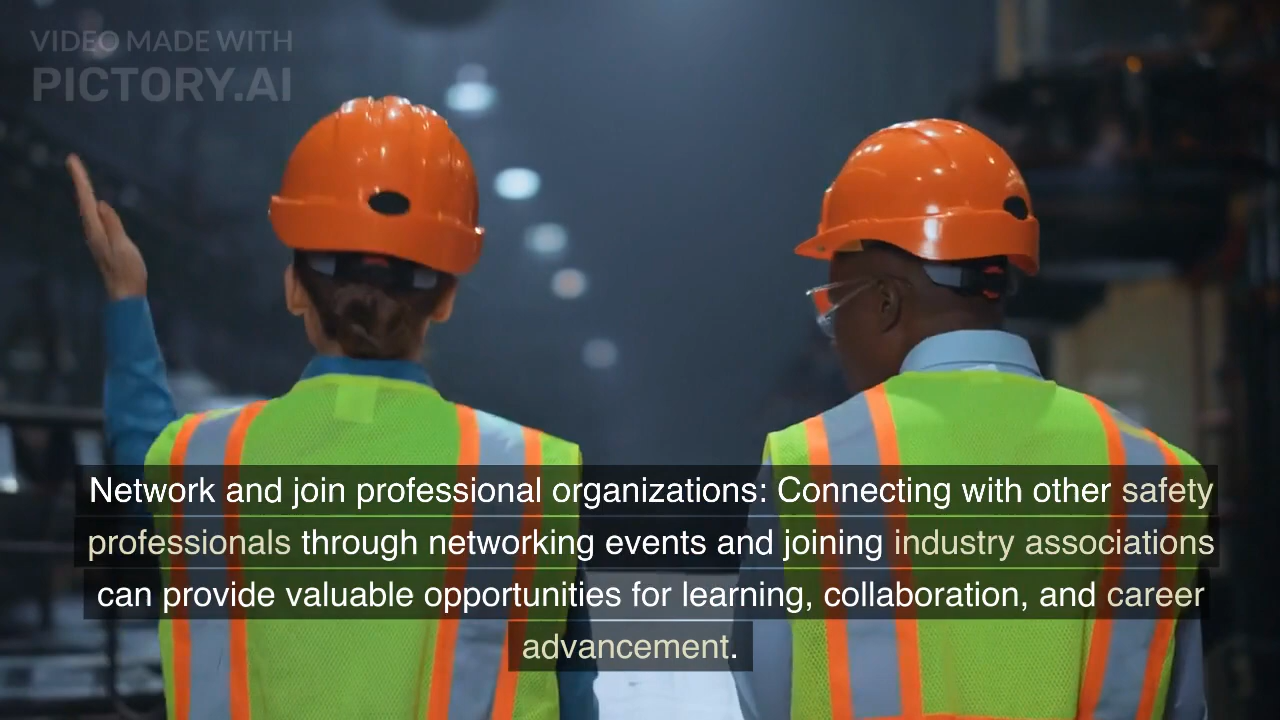 VIDEO MADE WITH
PICTORY.AI
Network and join professional organizations: Connecting with other safety
professionals through networking events and joining industry associations
can provide valuable opportunities for learning, collaboration, and career
advancement.